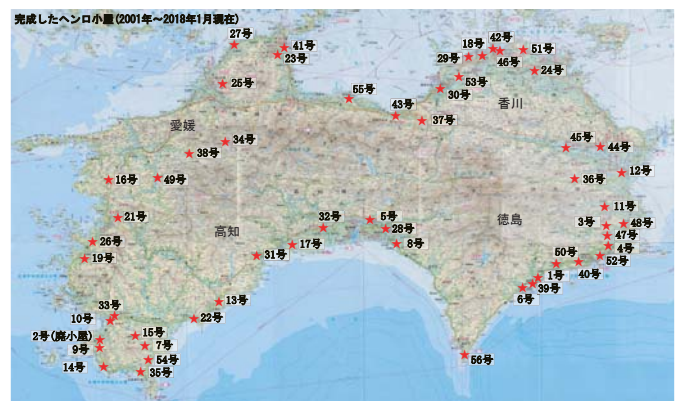 完成したヘンロ小屋(2001年～2018年1月現在)
27号
41号
23号
42号
18号
51号
29号
46号
24号
53号
30号
25号
55号
43号
37号
香川
愛媛
34号
38号
45号
44号
12号
16号
49号
36号
21号
11号
5号
32号
徳島
3号
48号
高知
28号
47号
26号
17号
8号
4号
19号
31号
52号
50号
40号
1号
39号
6号
13号
33号
10号
22号
2号(廃小屋)
15号
9号
7号
54号
14号
35号
56号